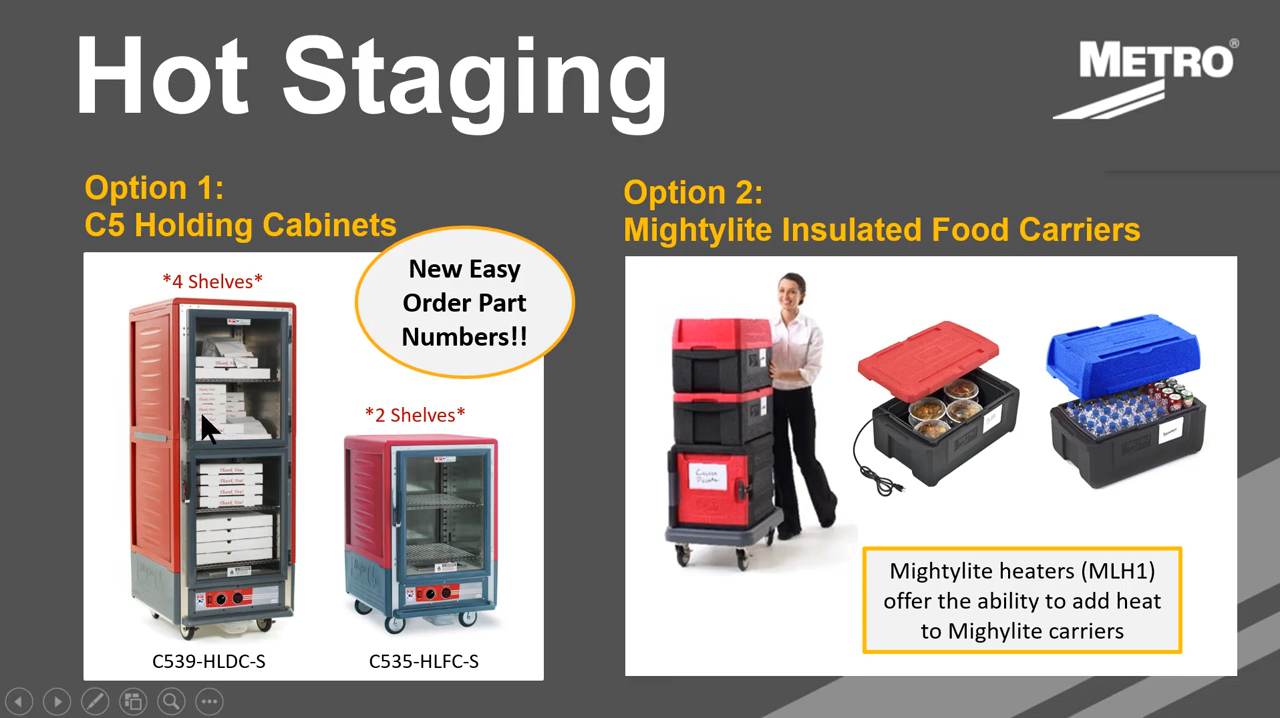 Hot Staging
METRO®
Option 1:
C5 Holding Cabinets
New Easy
Order Part
Numbers!!
*4 Shelves*
*2 Shelves*
C539-HLDC-S
C535-HLFC-S
Option 2:
Mightylite Insulated Food Carriers
Mightylite heaters (MLH1)
offer the ability to add heat
to Mighylite carriers